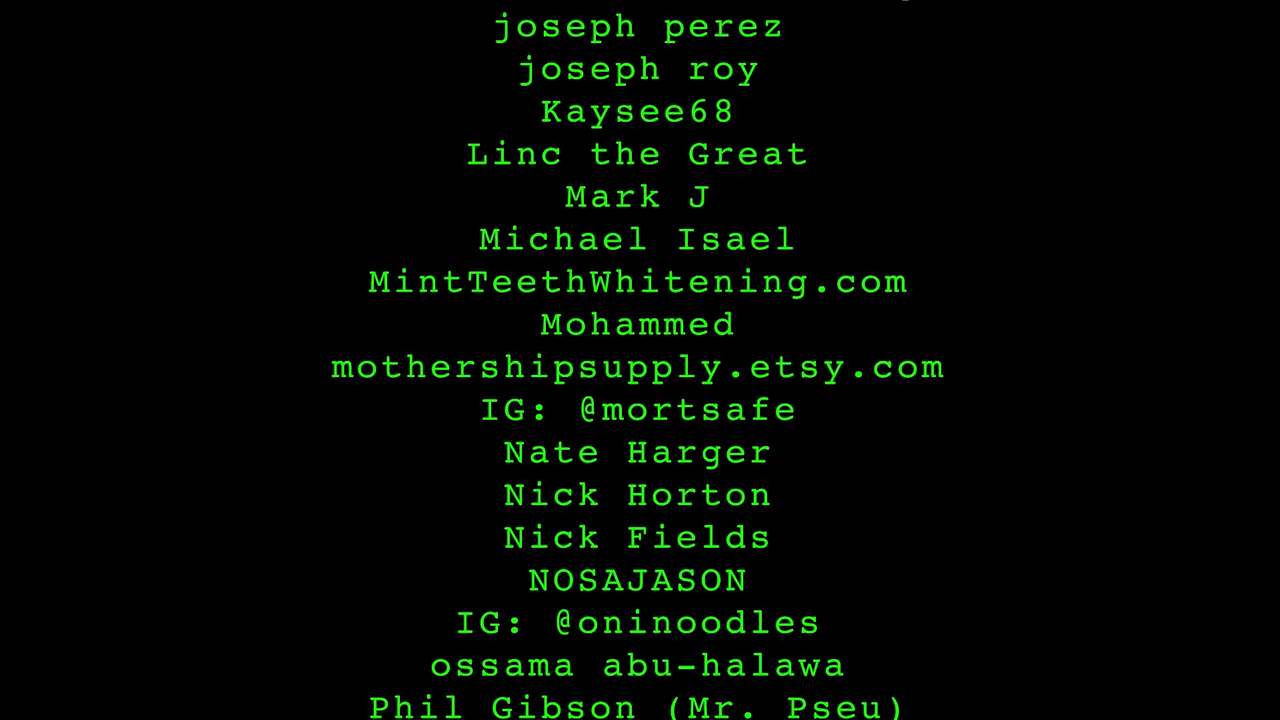 joseph perez
joseph roy
Kaysee68
Linc the Great
Mark J
Michael Isael
MintTeethWhitening.com
Mohammed
mothershipsupply.etsy.com
IG: @mortsafe
Nate Harger
Nick Horton
Nick Fields
NOSAJASON
IG: @oninoodles
ossama abu-halawa
Phil Gibson (Mr. Pseu)